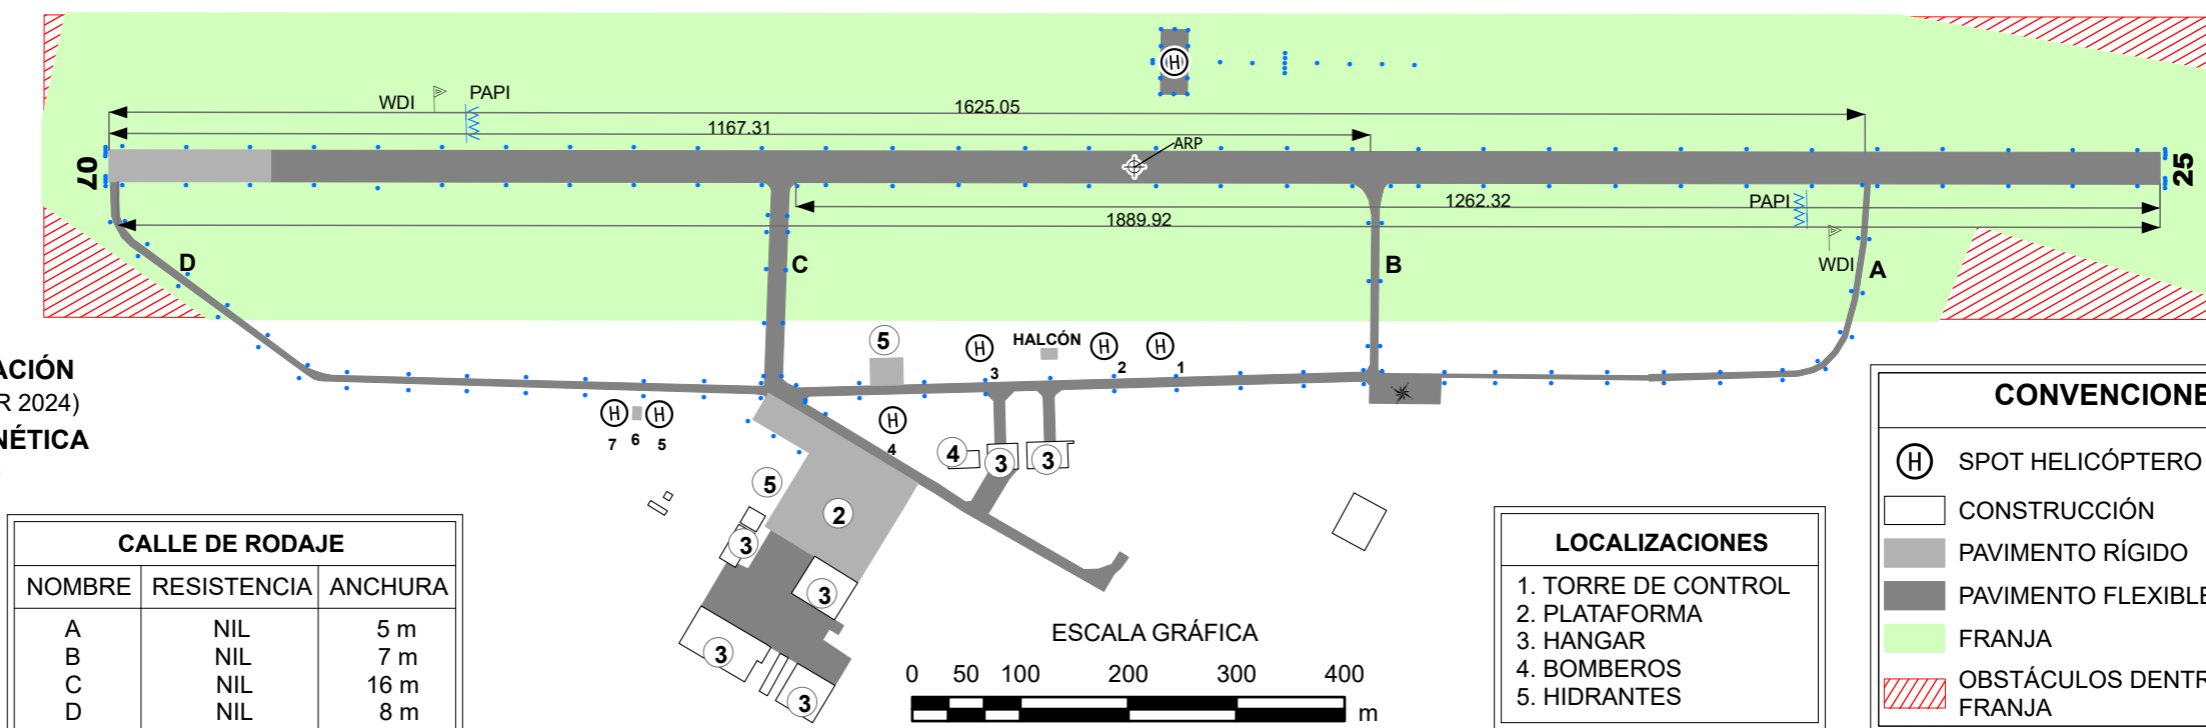 WDI
PAPI
1625.05
1167.31
ARP
07
25
1262.32
PAPI
1889.92
WDI
D
C
B
A
5
HALCÓN
3
2
1
7
6
5
4
4
3
3
5
2
3
3
3
3
ACIÓN
R 2024)
NÉTICA
CALLE DE RODAJE
NOMBRE RESISTENCIA ANCHURA
A NIL 5 m
B NIL 7 m
C NIL 16 m
D NIL 8 m
ESCALA GRÁFICA
0 50 100 200 300 400
m
LOCALIZACIONES
1. TORRE DE CONTROL
2. PLATAFORMA
3. HANGAR
4. BOMBEROS
5. HIDRANTES
CONVENCIONE
H SPOT HELICÓPTERO
CONSTRUCCIÓN
PAVIMENTO RÍGIDO
PAVIMENTO FLEXIBLE
FRANJA
OBSTÁCULOS DENTR
FRANJA